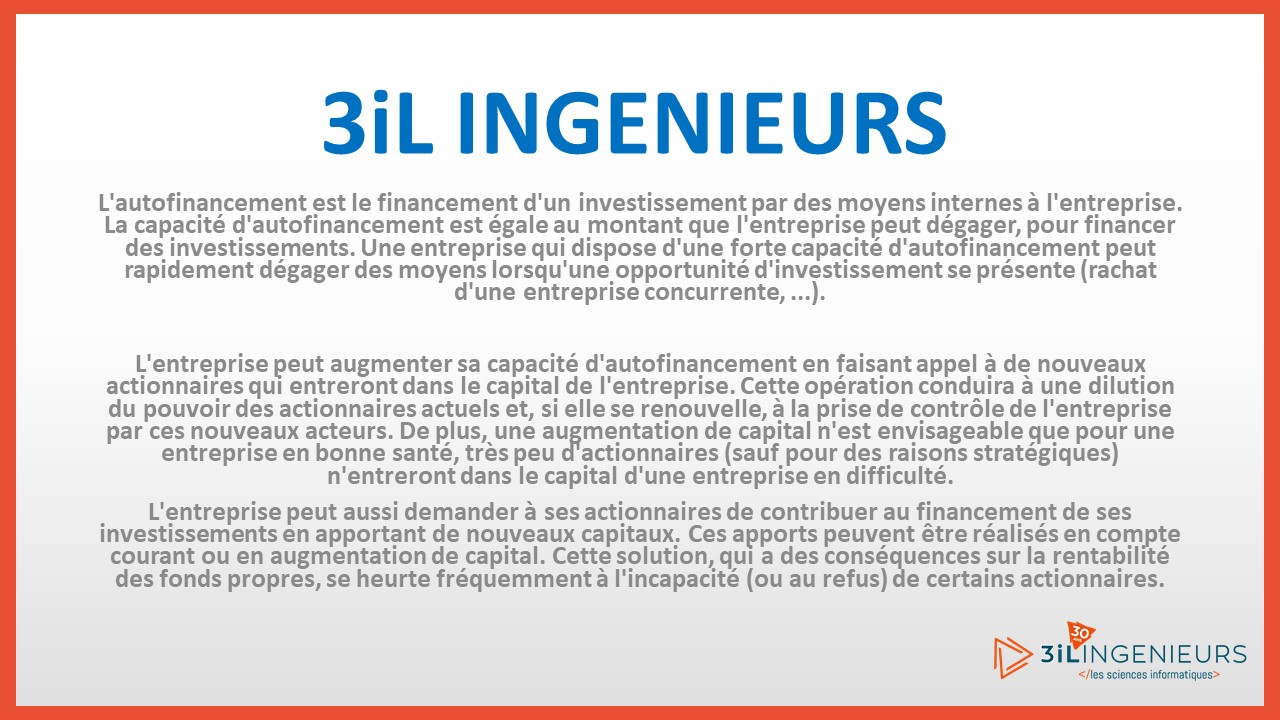 3iL INGENIEURS
L'autofinancement est le financement d'un investissement par des moyens internes à l'entreprise.
La capacité d'autofinancement est égale au montant que l'entreprise peut dégager, pour financer
des investissements. Une entreprise qui dispose d'une forte capacité d'autofinancement peut
rapidement dégager des moyens lorsqu'une opportunité d'investissement se présente (rachat
d'une entreprise concurrente, ...).
L'entreprise peut augmenter sa capacité d'autofinancement en faisant appel à de nouveaux
actionnaires qui entreront dans le capital de l'entreprise. Cette opération conduira à une dilution
du pouvoir des actionnaires actuels et, si elle se renouvelle, à la prise de contrôle de l'entreprise
par ces nouveaux acteurs. De plus, une augmentation de capital n'est envisageable que pour une
entreprise en bonne santé, très peu d'actionnaires (sauf pour des raisons stratégiques)
n'entreront dans le capital d'une entreprise en difficulté.
L'entreprise peut aussi demander à ses actionnaires de contribuer au financement de ses
investissements en apportant de nouveaux capitaux. Ces apports peuvent être réalisés en compte
courant ou en augmentation de capital. Cette solution, qui a des conséquences sur la rentabilité
des fonds propres, se heurte fréquemment à l'incapacité (ou au refus) de certains actionnaires.
30
ans
3iLINGENIEURS
</les sciences informatiques>